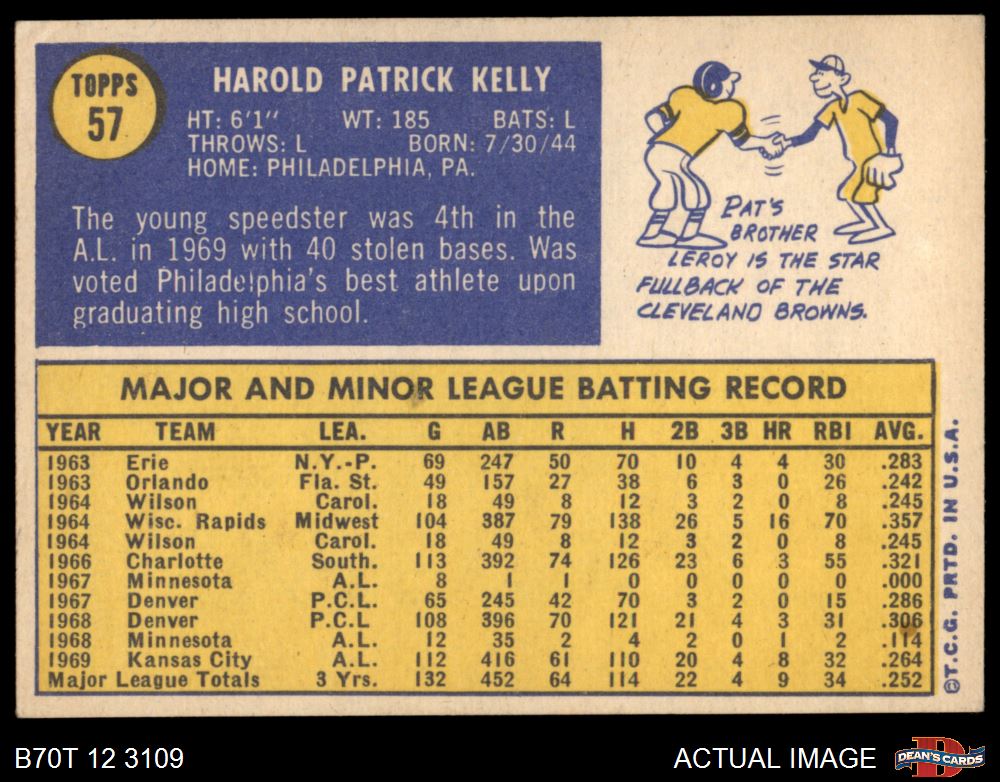 TOPPS
57
HAROLD PATRICK KELLY
HT: 6'1" WT: 185 BATS: L
THROWS: L BORN: 7/30/44
HOME: PHILADELPHIA, PA.
The young speedster was 4th in the
A.L. in 1969 with 40 stolen bases. Was
voted Philadelphia's best athlete upon
graduating high school.
PAT'S
BROTHER
LEROY IS THE STAR
FULLBACK OF THE
CLEVELAND BROWNS.
MAJOR AND MINOR LEAGUE BATTING RECORD
YEAR TEAM LEA. G AB R H 2B 3B HR RBI AVG.
1963 Erie N.Y.-P. 69 247 50 70 10 4 4 30 .283
1963 Orlando Fla. St. 49 157 27 38 6 3 0 26 .242
1964 Wilson Carol. 18 49 8 12 3 2 0 8 .245
1964 Wisc. Rapids Midwest 104 387 79 138 26 5 16 70 .357
1964 Wilson Carol. 18 49 8 12 3 2 0 8 .245
1966 Charlotte South. 113 392 74 126 23 6 3 55 .321
1967 Minnesota A.L. 8 1 1 0 0 0 0 0 .000
1967 Denver P.C.L. 65 245 42 70 3 2 0 15 .286
1968 Denver P.C.L 108 396 70 121 21 4 3 31 .306
1968 Minnesota A.L. 12 35 2 4 2 0 1 2 .114
1969 Kansas City A.L. 112 416 61 110 20 4 8 32 .264
Major League Totals 3 Yrs. 132 452 64 114 22 4 9 34 .252
©T.C.G. PRTD. IN U.S.A.
B70T 12 3109
ACTUAL IMAGE
D
DEAN'S CARDS